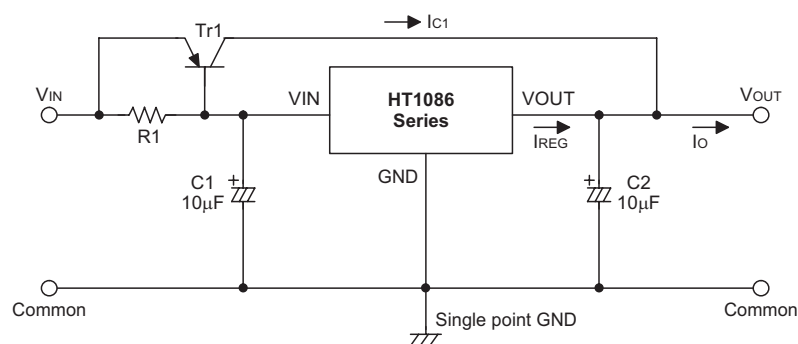 Tr1
IC1
VIN
R1
VIN
HT1086
Series
VOUT
IREG
IO
VOUT
GND
C1
10μF
C2
10μF
Common
Single point GND
Common
+
+